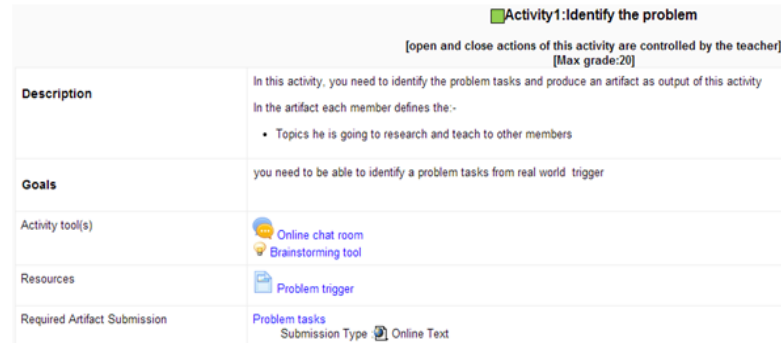 Activity1:Identify the problem
[open and close actions of this activity are controlled by the teacher]
[Max grade:20]
Description
In this activity, you need to identify the problem tasks and produce an artifact as output of this activity
In the artifact each member defines the:-
• Topics he is going to research and teach to other members
Goals
you need to be able to identify a problem tasks from real world trigger
Activity tool(s)
Online chat room
Brainstorming tool
Resources
Problem trigger
Required Artifact Submission
Problem tasks
Submission Type : Online Text